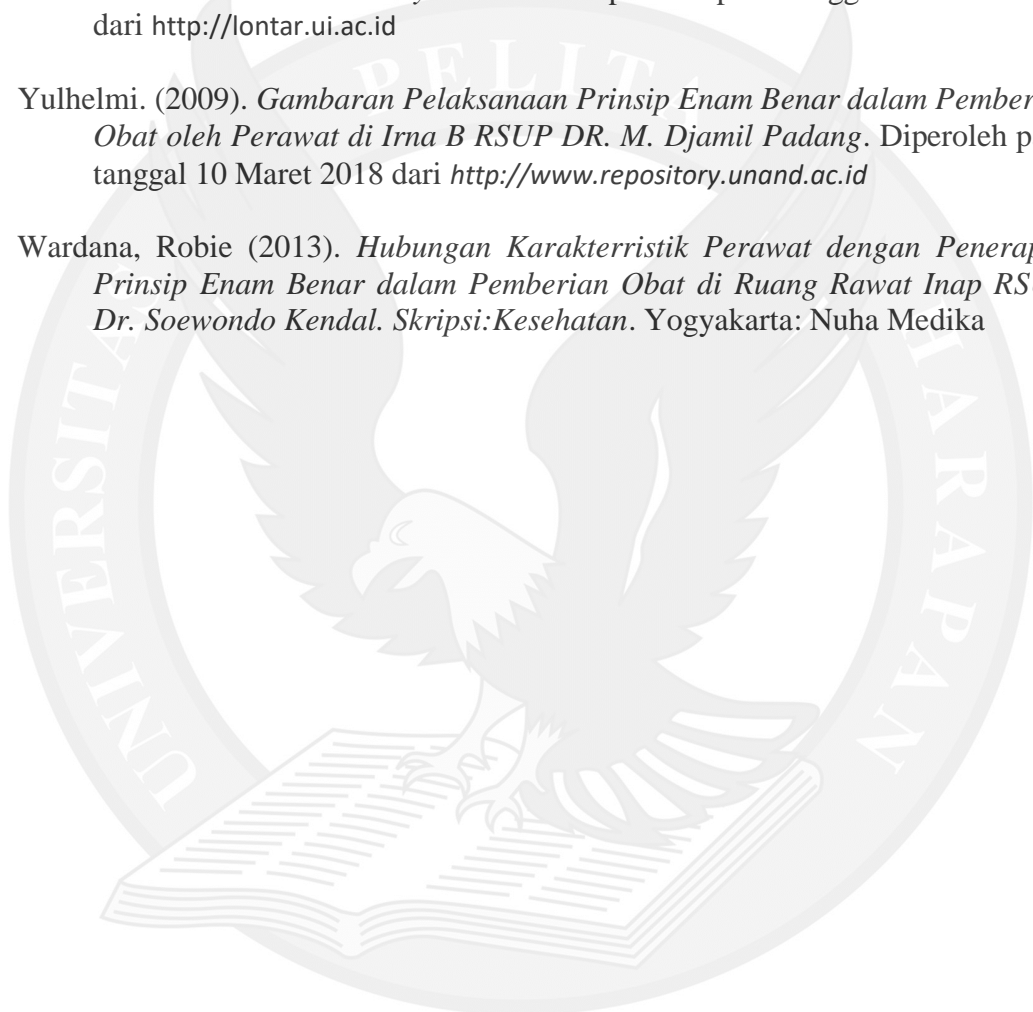 dari http://lontar.ui.ac.id
Yulhelmi. (2009). Gambaran Pelaksanaan Prinsip Enam Benar dalam Pember
Obat oleh Perawat di Irna B RSUP DR. M. Djamil Padang. Diperoleh p
tanggal 10 Maret 2018 dari http://www.repository.unand.ac.id
Wardana, Robie (2013). Hubungan Karakterristik Perawat dengan Penerap
Prinsip Enam Benar dalam Pemberian Obat di Ruang Rawat Inap RS
Dr. Soewondo Kendal. Skripsi:Kesehatan. Yogyakarta: Nuha Medika
UNIVERSITAS PELITA HARAPAN